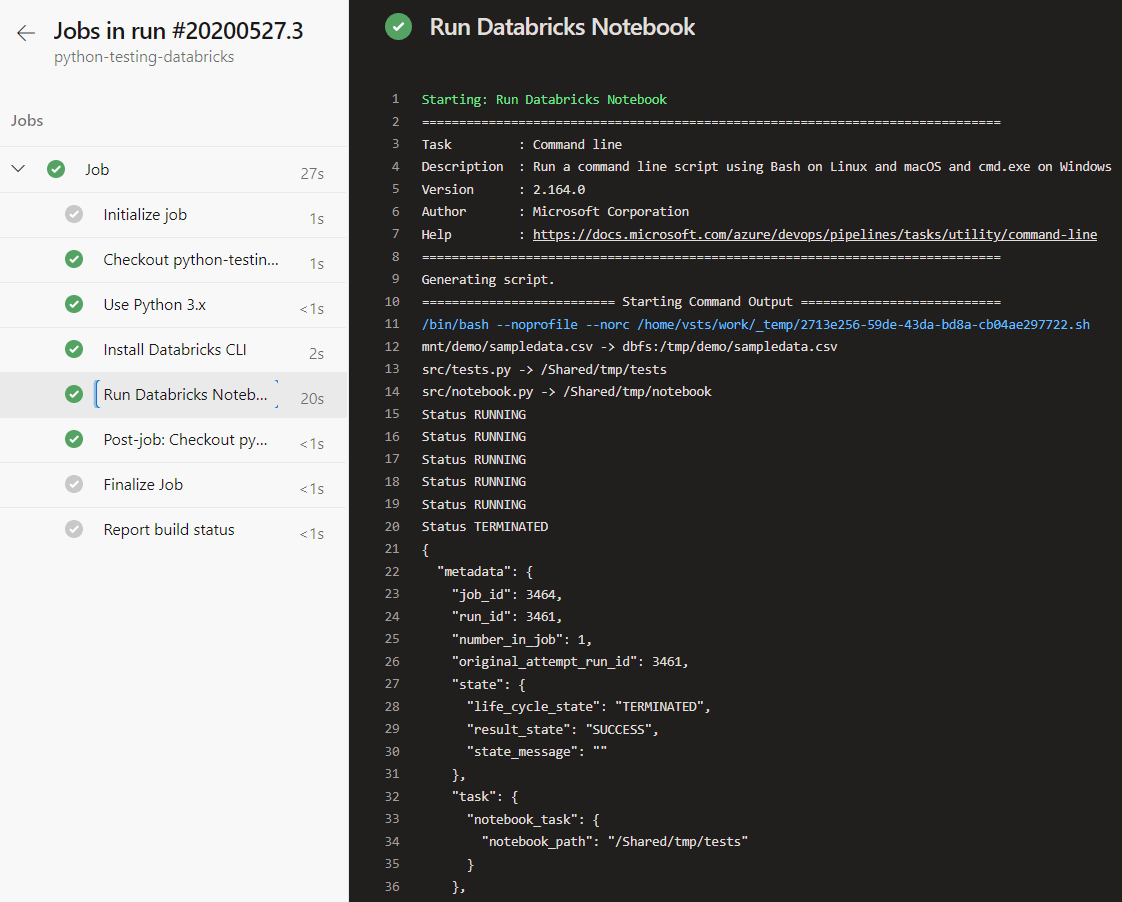 Jobs in run #20200527.3
python-testing-databricks
Jobs
Job 27s
Initialize job 1s
Checkout python-testin... 1s
Use Python 3.x <1s
Install Databricks CLI 2s
Run Databricks Noteb... 20s
Post-job: Checkout py... <1s
Finalize Job <1s
Report build status <1s
Run Databricks Notebook
1 Starting: Run Databricks Notebook
2 ==============================================================================
3 Task         : Command line
4 Description  : Run a command line script using Bash on Linux and macOS and cmd.exe on Windows
5 Version      : 2.164.0
6 Author       : Microsoft Corporation
7 Help         : https://docs.microsoft.com/azure/devops/pipelines/tasks/utility/command-line
8 ==============================================================================
9 Generating script.
10 ========================== Starting Command Output ===========================
11 /bin/bash --noprofile --norc /home/vsts/work/_temp/2713e256-59de-43da-bd8a-cb04ae297722.sh
12 mnt/demo/sampledata.csv -> dbfs:/tmp/demo/sampledata.csv
13 src/tests.py -> /Shared/tmp/tests
14 src/notebook.py -> /Shared/tmp/notebook
15 Status RUNNING
16 Status RUNNING
17 Status RUNNING
18 Status RUNNING
19 Status RUNNING
20 Status TERMINATED
21 {
22   "metadata": {
23     "job_id": 3464,
24     "run_id": 3461,
25     "number_in_job": 1,
26     "original_attempt_run_id": 3461,
27     "state": {
28       "life_cycle_state": "TERMINATED",
29       "result_state": "SUCCESS",
30       "state_message": ""
31     },
32     "task": {
33       "notebook_task": {
34         "notebook_path": "/Shared/tmp/tests"
35       }
36     },